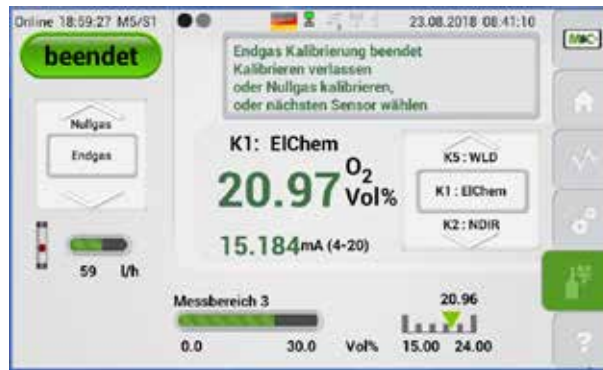 Online 18:59:27 M5/S1
23.08.2018 08:41:10
beendet
Endgas Kalibrierung beendet
Kalibrieren verlassen
oder Nullgas kalibrieren,
oder nächsten Sensor wählen
Nullgas
Endgas
59 l/h
K1: ElChem
20.97 O2 Vol%
15.184mA (4-20)
K5: WLD
K1: ElChem
K2: NDIR
Messbereich 3
0.0 30.0 Vol%
20.96
15.00 24.00
?